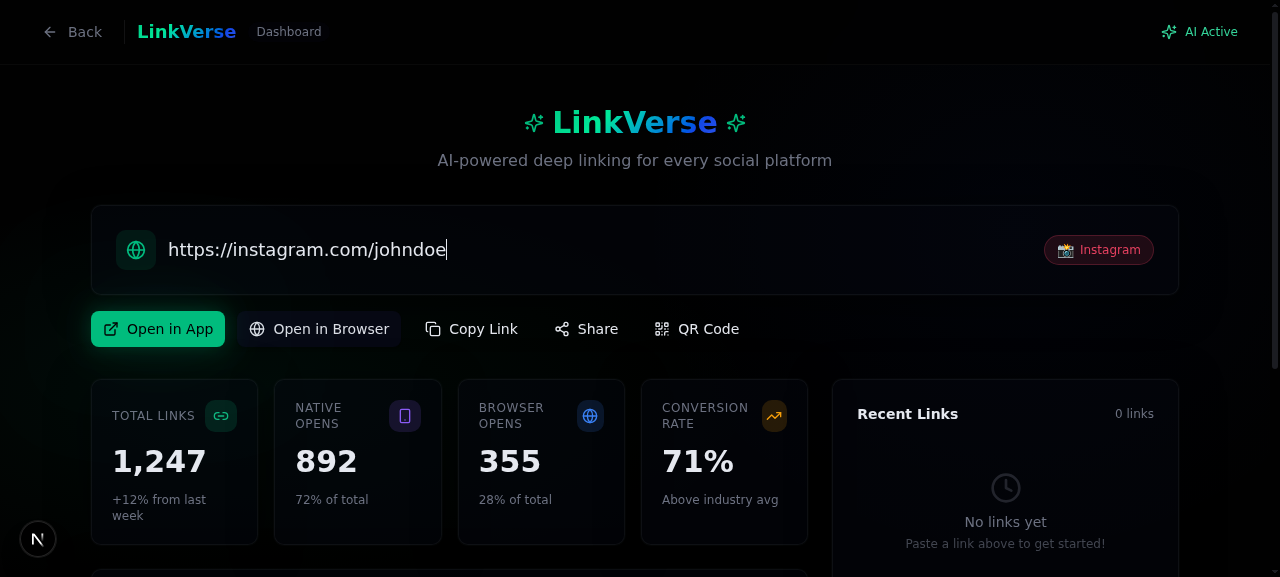 Back
LinkVerse
Dashboard
AI Active
LinkVerse
AI-powered deep linking for every social platform
https://instagram.com/johndoe
Instagram
Open in App
Open in Browser
Copy Link
Share
QR Code
TOTAL LINKS
1,247
+12% from last
week
NATIVE
OPENS
892
72% of total
BROWSER
OPENS
355
28% of total
CONVERSION
RATE
71%
Above industry avg
Recent Links
0 links
No links yet
Paste a link above to get started!
N